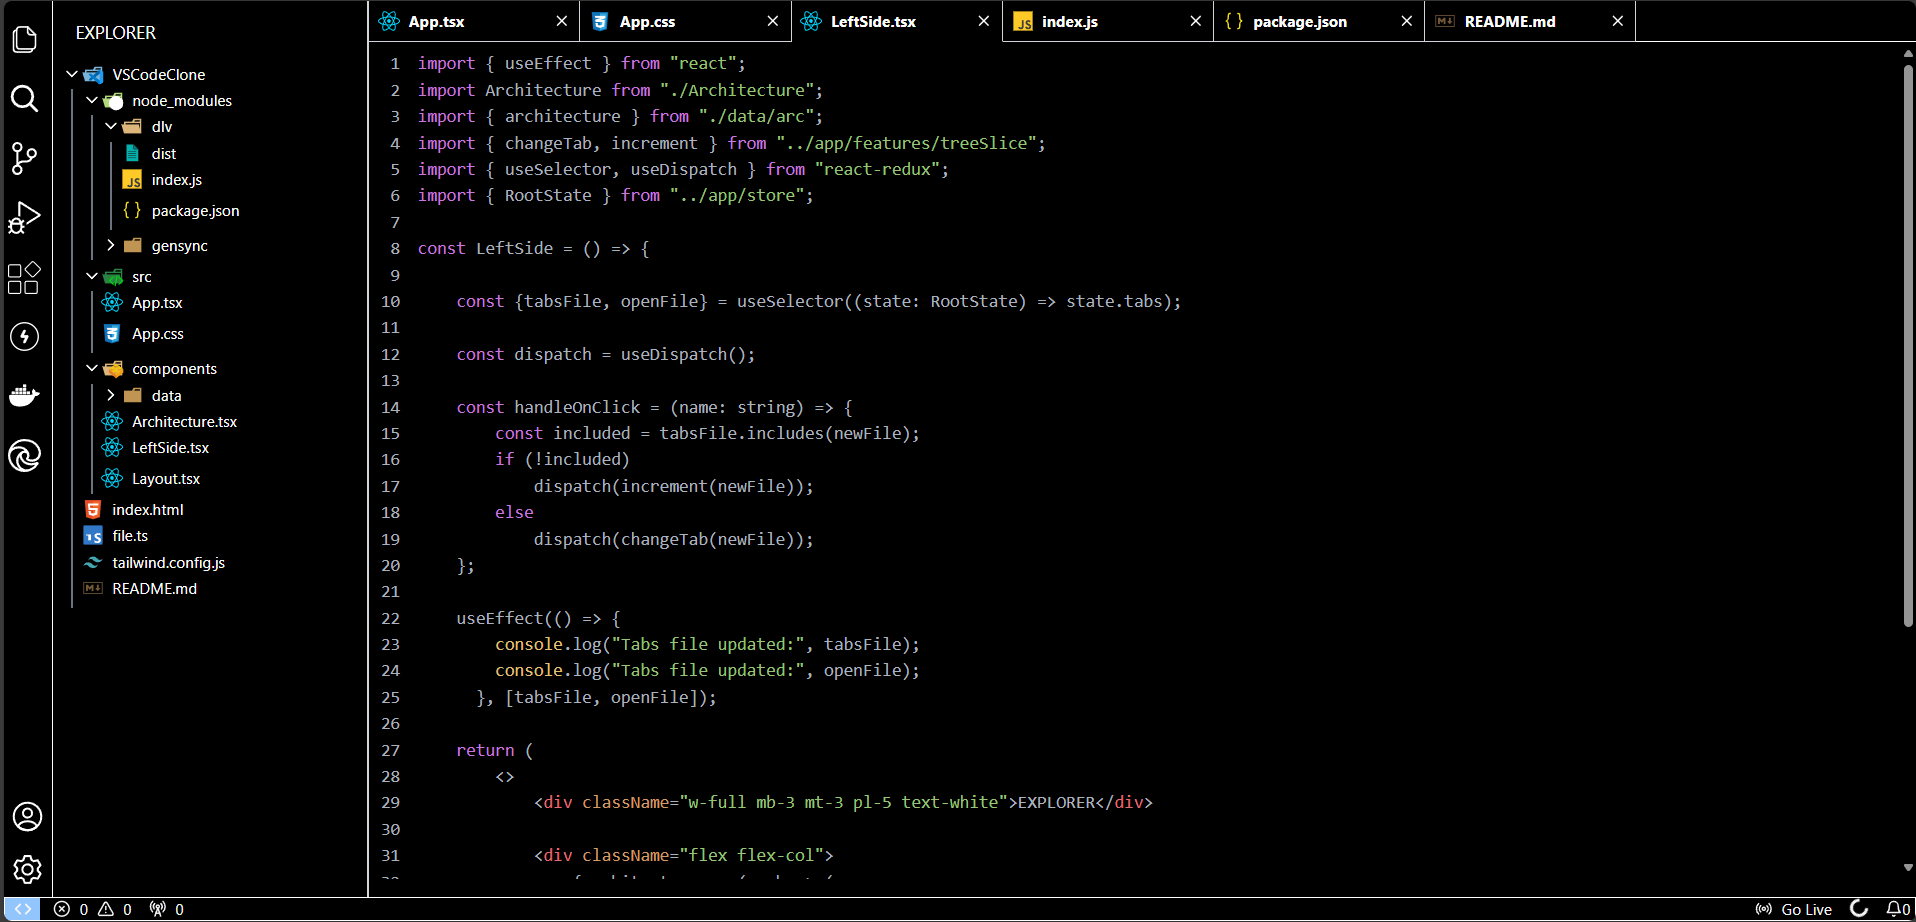 EXPLORER
VSCodeClone
node_modules
dlv
dist
JS index.js
{ } package.json
gensync
src
App.tsx
App.css
components
data
Architecture.tsx
LeftSide.tsx
Layout.tsx
index.html
TS file.ts
tailwind.config.js
README.md
App.tsx
App.css
LeftSide.tsx
JS index.js
{ } package.json
README.md
1 import { useEffect } from "react";
2 import Architecture from "./Architecture";
3 import { architecture } from "./data/arc";
4 import { changeTab, increment } from "../app/features/treeSlice";
5 import { useSelector, useDispatch } from "react-redux";
6 import { RootState } from "../app/store";
7
8 const LeftSide = () => {
9
10 const {tabsFile, openFile} = useSelector((state: RootState) => state.tabs);
11
12 const dispatch = useDispatch();
13
14 const handleOnClick = (name: string) => {
15 const included = tabsFile.includes(newFile);
16 if (!included)
17 dispatch(increment(newFile));
18 else
19 dispatch(changeTab(newFile));
20 };
21
22 useEffect(() => {
23 console.log("Tabs file updated:", tabsFile);
24 console.log("Tabs file updated:", openFile);
25 }, [tabsFile, openFile]);
26
27 return (
28 <>
29 <div className="w-full mb-3 mt-3 pl-5 text-white">EXPLORER</div>
30
31 <div className="flex flex-col">
0 0 0
Go Live 0